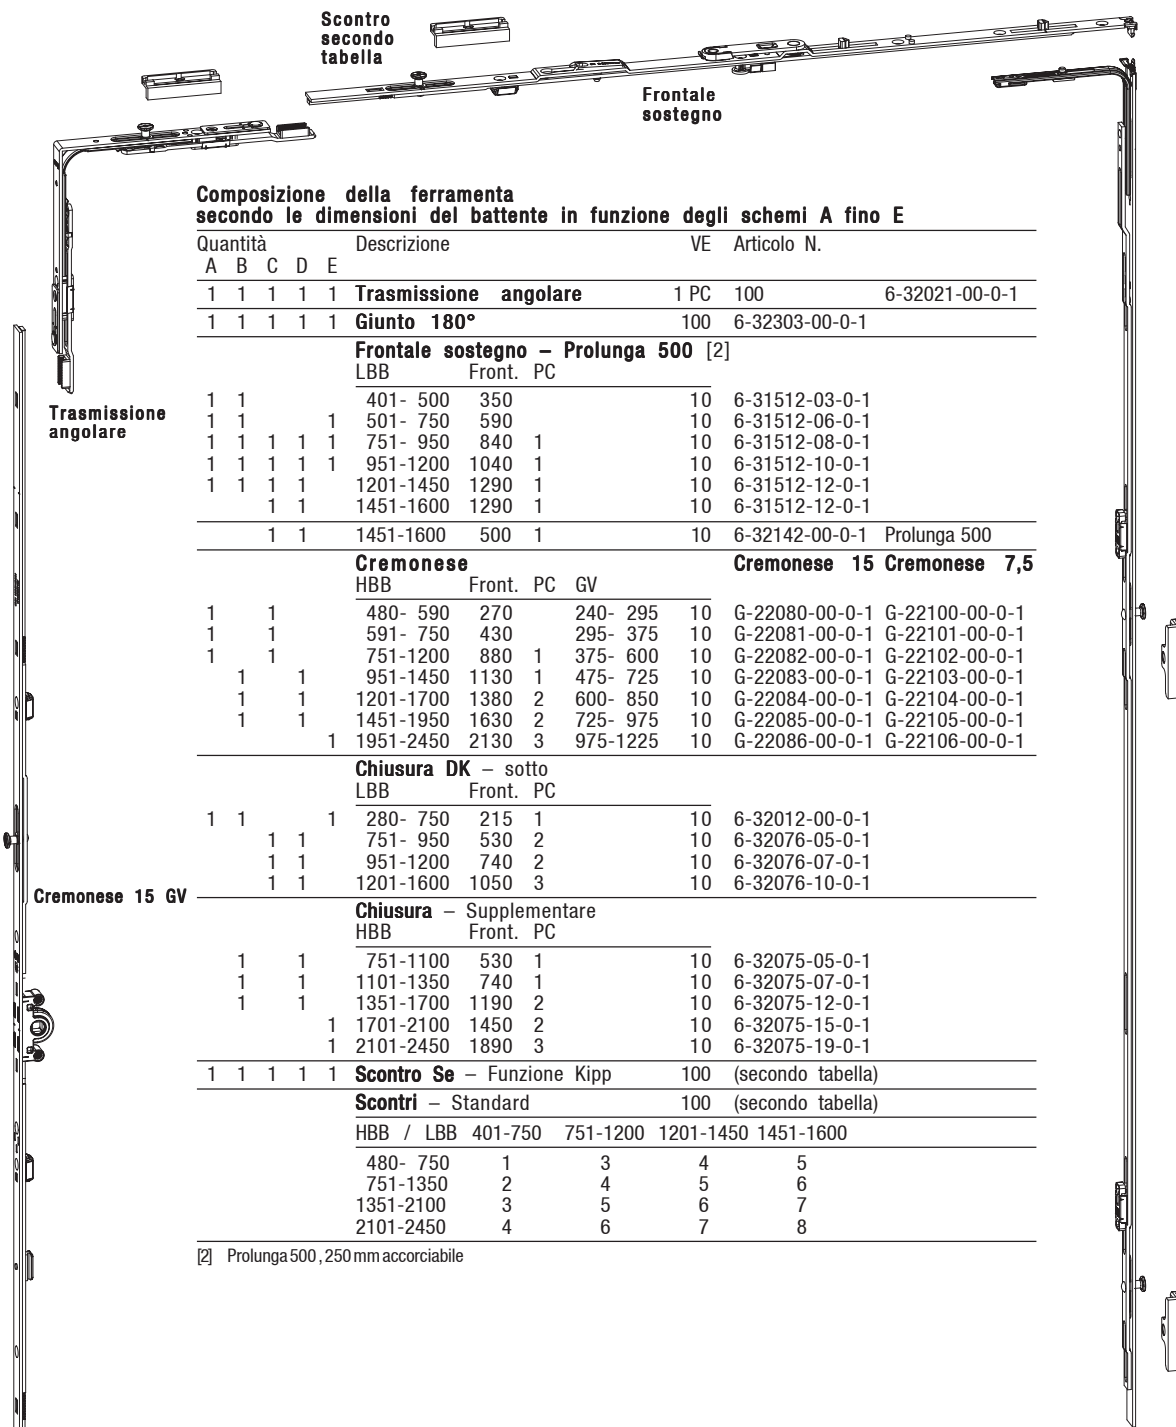 Scontro
secondo
tabella
Frontale
sostegno
Composizione della ferramenta
secondo le dimensioni del battente in funzione degli schemi A fino E
Quantità Descrizione VE Articolo N.
A B C D E
1 1 1 1 1 Trasmissione angolare 1 PC 100 6-32021-00-0-1
1 1 1 1 1 Giunto 180° 100 6-32303-00-0-1
Frontale sostegno – Prolunga 500 [2]
LBB Front. PC
1 1 401- 500 350 10 6-31512-03-0-1
1 1 1 501- 750 590 10 6-31512-06-0-1
1 1 1 1 1 751- 950 840 1 10 6-31512-08-0-1
1 1 1 1 1 951-1200 1040 1 10 6-31512-10-0-1
1 1 1 1 1201-1450 1290 1 10 6-31512-12-0-1
1 1 1451-1600 1290 1 10 6-31512-12-0-1
1 1 1451-1600 500 1 10 6-32142-00-0-1 Prolunga 500
Trasmissione
angolare
Cremonese Cremonese 15 Cremonese 7,5
HBB Front. PC GV
1 1 480- 590 270 240- 295 10 G-22080-00-0-1 G-22100-00-0-1
1 1 591- 750 430 295- 375 10 G-22081-00-0-1 G-22101-00-0-1
1 1 751-1200 880 1 375- 600 10 G-22082-00-0-1 G-22102-00-0-1
1 1 951-1450 1130 1 475- 725 10 G-22083-00-0-1 G-22103-00-0-1
1 1 1201-1700 1380 2 600- 850 10 G-22084-00-0-1 G-22104-00-0-1
1 1 1451-1950 1630 2 725- 975 10 G-22085-00-0-1 G-22105-00-0-1
1 1951-2450 2130 3 975-1225 10 G-22086-00-0-1 G-22106-00-0-1
Chiusura DK – sotto
LBB Front. PC
1 1 1 280- 750 215 1 10 6-32012-00-0-1
1 1 751- 950 530 2 10 6-32076-05-0-1
1 1 951-1200 740 2 10 6-32076-07-0-1
1 1 1201-1600 1050 3 10 6-32076-10-0-1
Cremonese 15 GV
Chiusura – Supplementare
HBB Front. PC
1 1 751-1100 530 1 10 6-32075-05-0-1
1 1 1101-1350 740 1 10 6-32075-07-0-1
1 1 1351-1700 1190 2 10 6-32075-12-0-1
1 1701-2100 1450 2 10 6-32075-15-0-1
1 2101-2450 1890 3 10 6-32075-19-0-1
1 1 1 1 1 Scontro Se – Funzione Kipp 100 (secondo tabella)
Scontri – Standard 100 (secondo tabella)
HBB / LBB 401-750 751-1200 1201-1450 1451-1600
480- 750 1 3 4 5
751-1350 2 4 5 6
1351-2100 3 5 6 7
2101-2450 4 6 7 8
[2] Prolunga 500 , 250 mm accorciabile